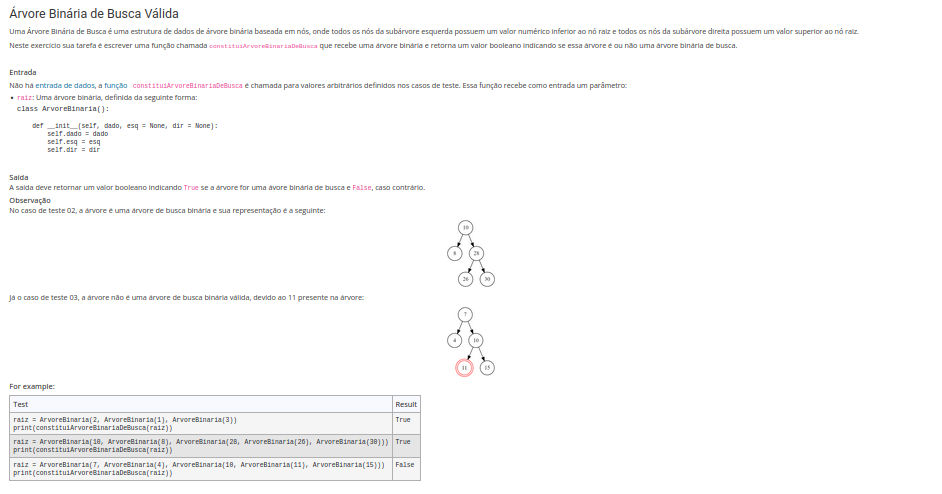 Árvore Binária de Busca Válida
Uma Árvore Binária de Busca é uma estrutura de dados de árvore binária baseada em nós, onde todos os nós da subárvore esquerda possuem um valor numérico inferior ao nó raiz e todos os nós da subárvore direita possuem um valor superior ao nó raiz.
Neste exercício sua tarefa é escrever uma função chamada constituiArvoreBinariaDeBusca que recebe uma árvore binária e retorna um valor booleano indicando se essa árvore é ou não uma árvore binária de busca.
Entrada
Não há entrada de dados, a função constituiArvoreBinariaDeBusca é chamada para valores arbitrários definidos nos casos de teste. Essa função recebe como entrada um parâmetro:
• raiz: Uma árvore binária, definida da seguinte forma:
class ArvoreBinaria():
def __init__(self, dado, esq = None, dir = None):
self.dado = dado
self.esq = esq
self.dir = dir
Saída
A saída deve retornar um valor booleano indicando True se a árvore for uma ávore binária de busca e False, caso contrário.
Observação
No caso de teste 02, a árvore é uma árvore de busca binária e sua representação é a seguinte:
10
8 28
26 30
Já o caso de teste 03, a árvore não é uma árvore de busca binária válida, devido ao 11 presente na árvore:
7
4 10
11 15
For example:
Test Result
raiz = ArvoreBinaria(2, ArvoreBinaria(1), ArvoreBinaria(3)) True
print(constituiArvoreBinariaDeBusca(raiz))
raiz = ArvoreBinaria(10, ArvoreBinaria(8), ArvoreBinaria(28, ArvoreBinaria(26), ArvoreBinaria(30))) True
print(constituiArvoreBinariaDeBusca(raiz))
raiz = ArvoreBinaria(7, ArvoreBinaria(4), ArvoreBinaria(10, ArvoreBinaria(11), ArvoreBinaria(15))) False
print(constituiArvoreBinariaDeBusca(raiz))